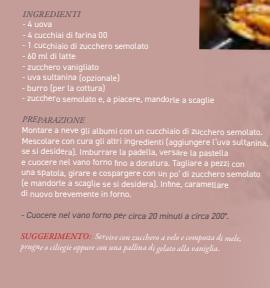 INGREDIENTI
- 4 uova
- 4 cucchiai di farina 00
- 1 cucchiaio di zucchero semolato
- 60 ml di latte
- zucchero vanigliato
- uva sultanina (opzionale)
- burro (per la cottura)
- zucchero semolato e, a piacere, mandorle a scaglie
PREPARAZIONE
Montare a neve gli albumi con un cucchiaio di zucchero semolato.
Mescolare con cura gli altri ingredienti (aggiungere l'uva sultanina,
se si desidera). Imburrare la padella, versare la pastella
e cuocere nel vano forno fino a doratura. Tagliare a pezzi con
una spatola, girare e cospargere con un po' di zucchero semolato
(e mandorle a scaglie se si desidera). Infine, caramellare
di nuovo brevemente in forno.
- Cuocere nel vano forno per circa 20 minuti a circa 200°.
SUGGERIMENTO: Servire con zucchero a velo e composta di mele,
prugne o ciliegie oppure con una pallina di gelato alla vaniglia.